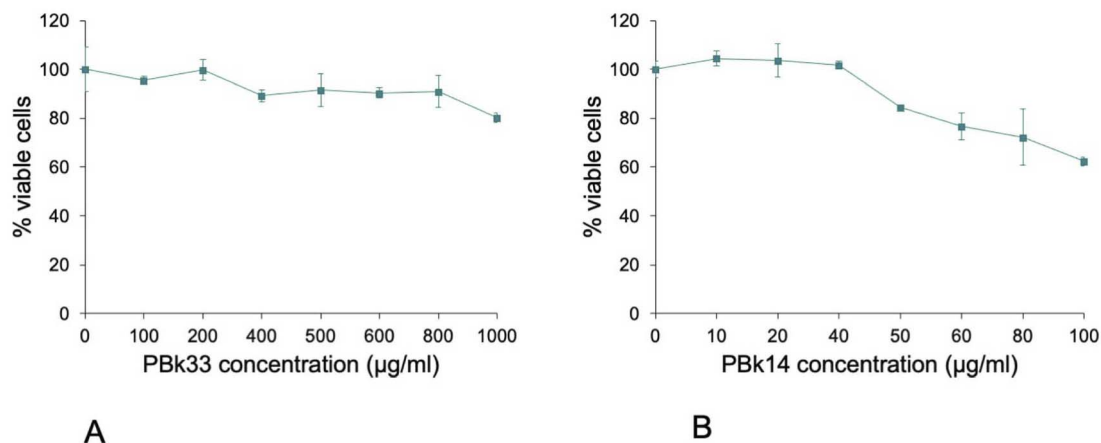 120
100
80
60
40
20
0
% viable cells
0 100 200 400 500 600 800 1000
PBk33 concentration (µg/ml)
A
120
100
80
60
40
20
0
% viable cells
0 10 20 40 50 60 80 100
PBk14 concentration (µg/ml)
B